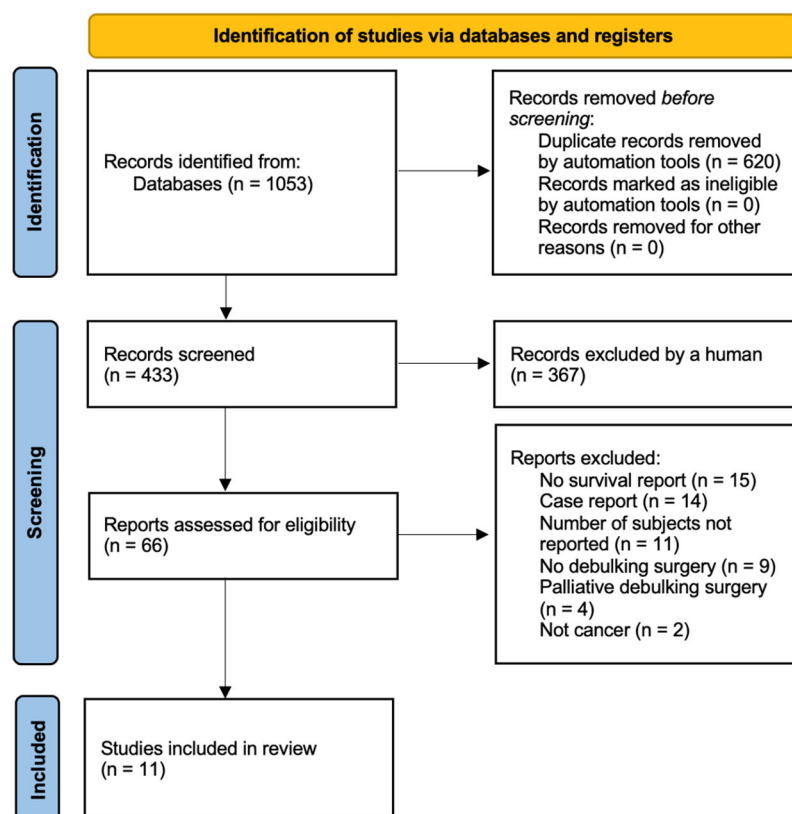 Identification of studies via databases and registers
Identification
Records identified from:
Databases (n = 1053)
Records removed before
screening:
Duplicate records removed
by automation tools (n = 620)
Records marked as ineligible
by automation tools (n = 0)
Records removed for other
reasons (n = 0)
Screening
Records screened
(n = 433)
Records excluded by a human
(n = 367)
Reports assessed for eligibility
(n = 66)
Reports excluded:
No survival report (n = 15)
Case report (n = 14)
Number of subjects not
reported (n = 11)
No debulking surgery (n = 9)
Palliative debulking surgery
(n = 4)
Not cancer (n = 2)
Included
Studies included in review
(n = 11)